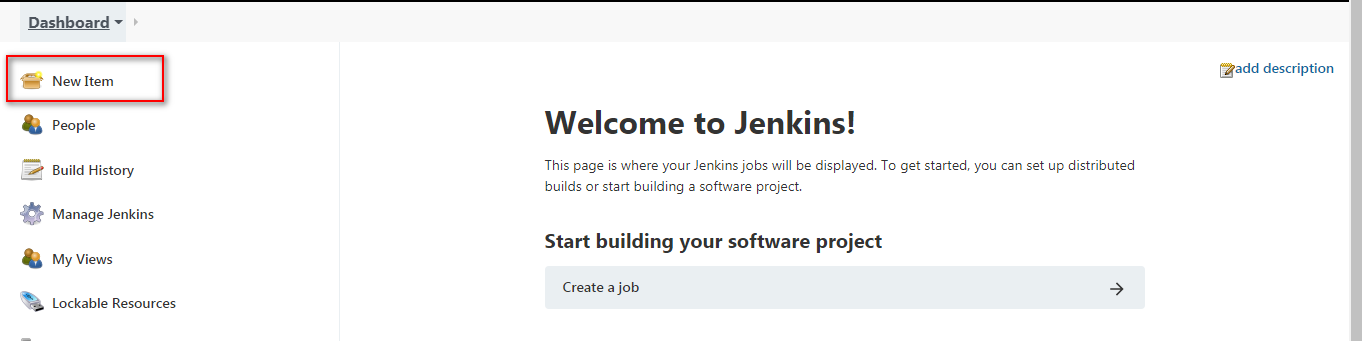 Dashboard
New Item
People
Build History
Manage Jenkins
My Views
Lockable Resources
add description
Welcome to Jenkins!
This page is where your Jenkins jobs will be displayed. To get started, you can set up distributed
builds or start building a software project.
Start building your software project
Create a job